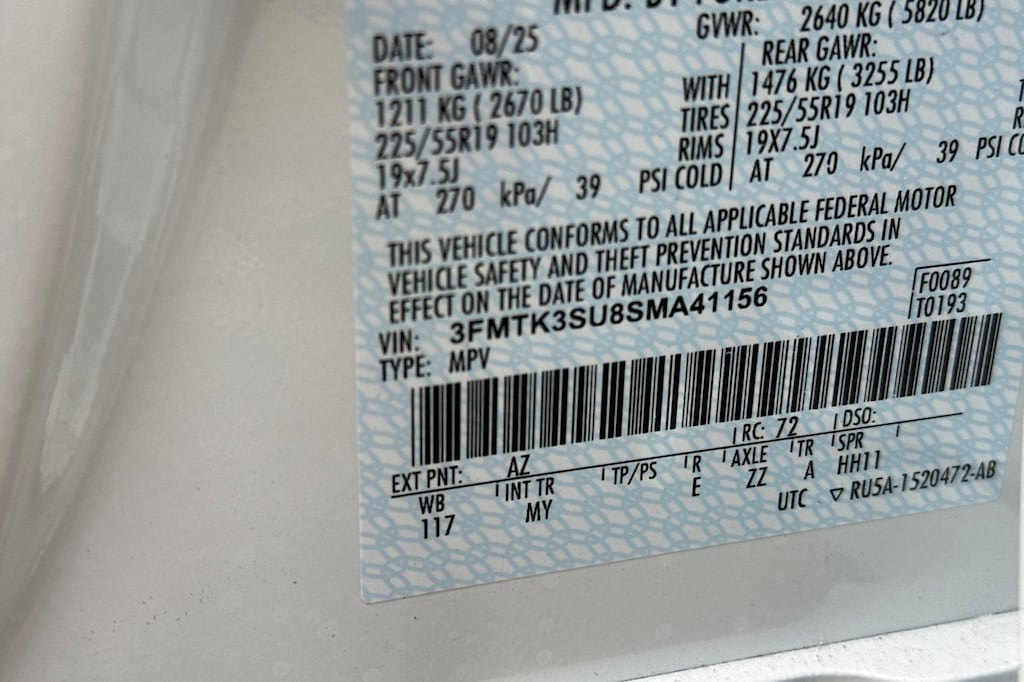 MFD. BY FORD
DATE: 08/25 GVWR: 2640 KG ( 5820 LB)
FRONT GAWR: REAR GAWR:
1211 KG ( 2670 LB) WITH 1476 KG ( 3255 LB)
225/55R19 103H TIRES 225/55R19 103H
19x7.5J RIMS 19X7.5J
AT 270 kPa/ 39 PSI COLD AT 270 kPa/ 39 PSI
THIS VEHICLE CONFORMS TO ALL APPLICABLE FEDERAL MOTOR
VEHICLE SAFETY AND THEFT PREVENTION STANDARDS IN
EFFECT ON THE DATE OF MANUFACTURE SHOWN ABOVE.
VIN: 3FMTK3SU8SMA41156 F0089
TYPE: MPV T0193
EXT PNT: AZ RC: 72 DSO:
WB INT TR TP/PS R AXLE TR SPR
117 MY E ZZ A HH11
UTC ▽ RU5A-1520472-AB